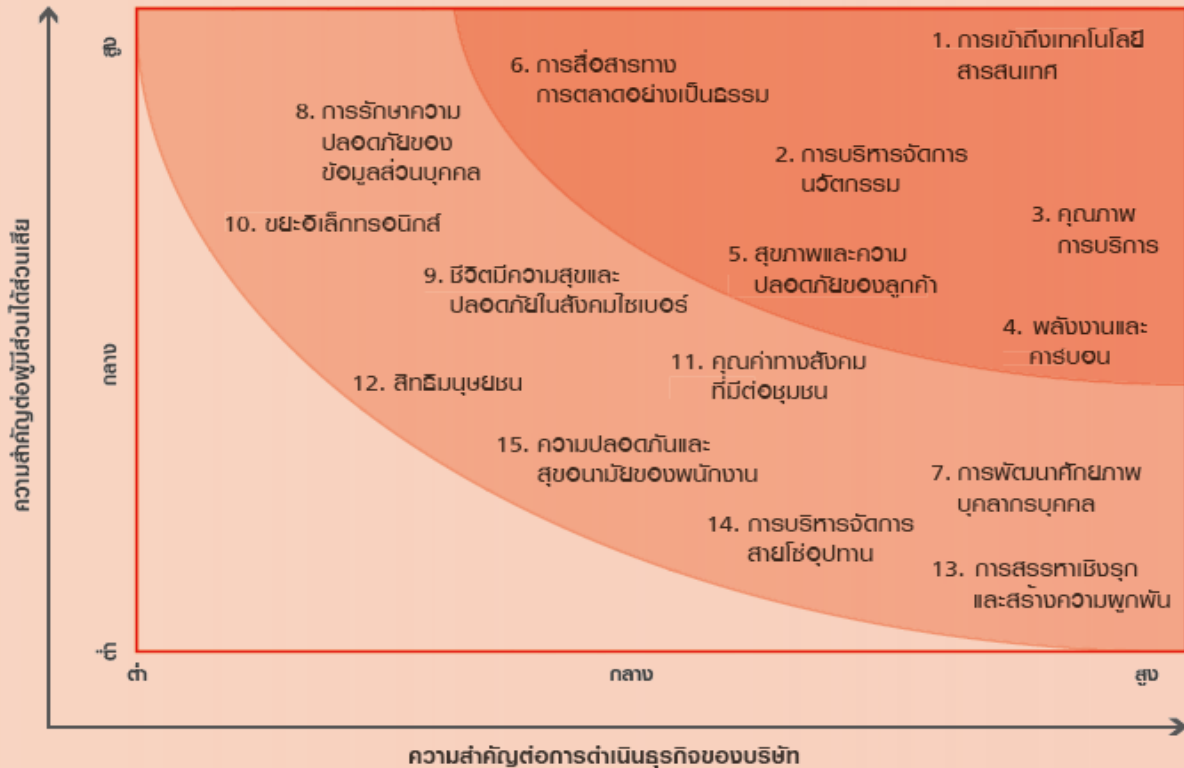 ความสำคัญต่อผู้มีส่วนได้ส่วนเสีย
สูง
กลาง
ต่ำ
1. การเข้าถึงเทคโนโลยี
สารสนเทศ
6. การสื่อสารทาง
การตลาดอย่างเป็นธรรม
8. การรักษาความ
ปลอดภัยของ
ข้อมูลส่วนบุคคล
2. การบริหารจัดการ
นวัตกรรม
3. คุณภาพ
การบริการ
10. ขยะอิเล็กทรอนิกส์
5. สุขภาพและความ
ปลอดภัยของลูกค้า
9. ชีวิตมีความสุขและ
ปลอดภัยในสังคมไซเบอร์
4. พลังงานและ
คาร์บอน
11. คุณค่าทางสังคม
ที่มีต่อชุมชน
12. สิทธิมนุษยชน
15. ความปลอดภันและ
สุขอนามัยของพนักงาน
7. การพัฒนาศักยภาพ
บุคลากรบุคคล
14. การบริหารจัดการ
สายโซ่อุปทาน
13. การสรรหาเชิงรุก
และสร้างความผูกพัน
ต่ำ
กลาง
สูง
ความสำคัญต่อการดำเนินธุรกิจของบริษัท